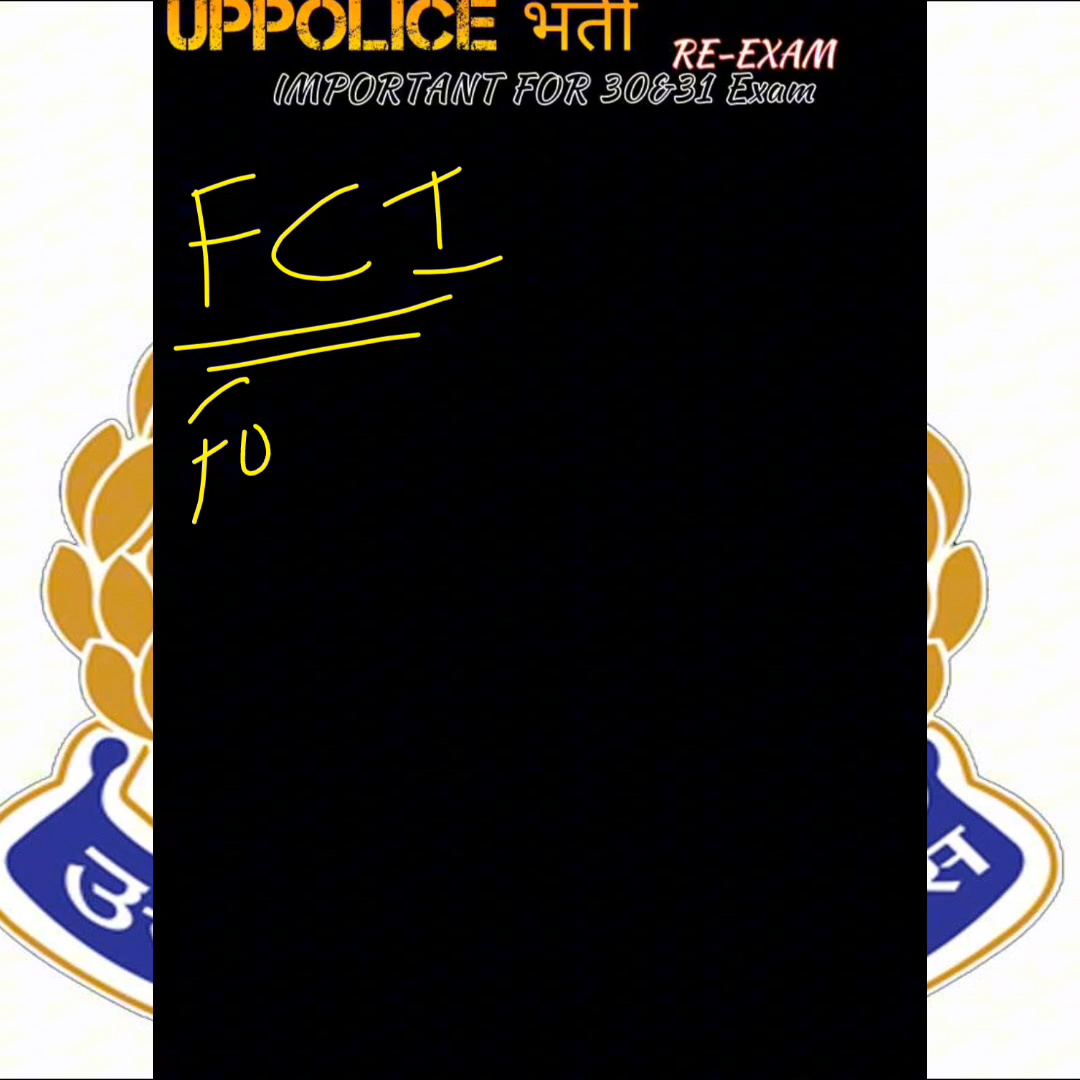 UPPOLICE भर्ती
RE-EXAM
IMPORTANT FOR 30&31 Exam
FCI
FO